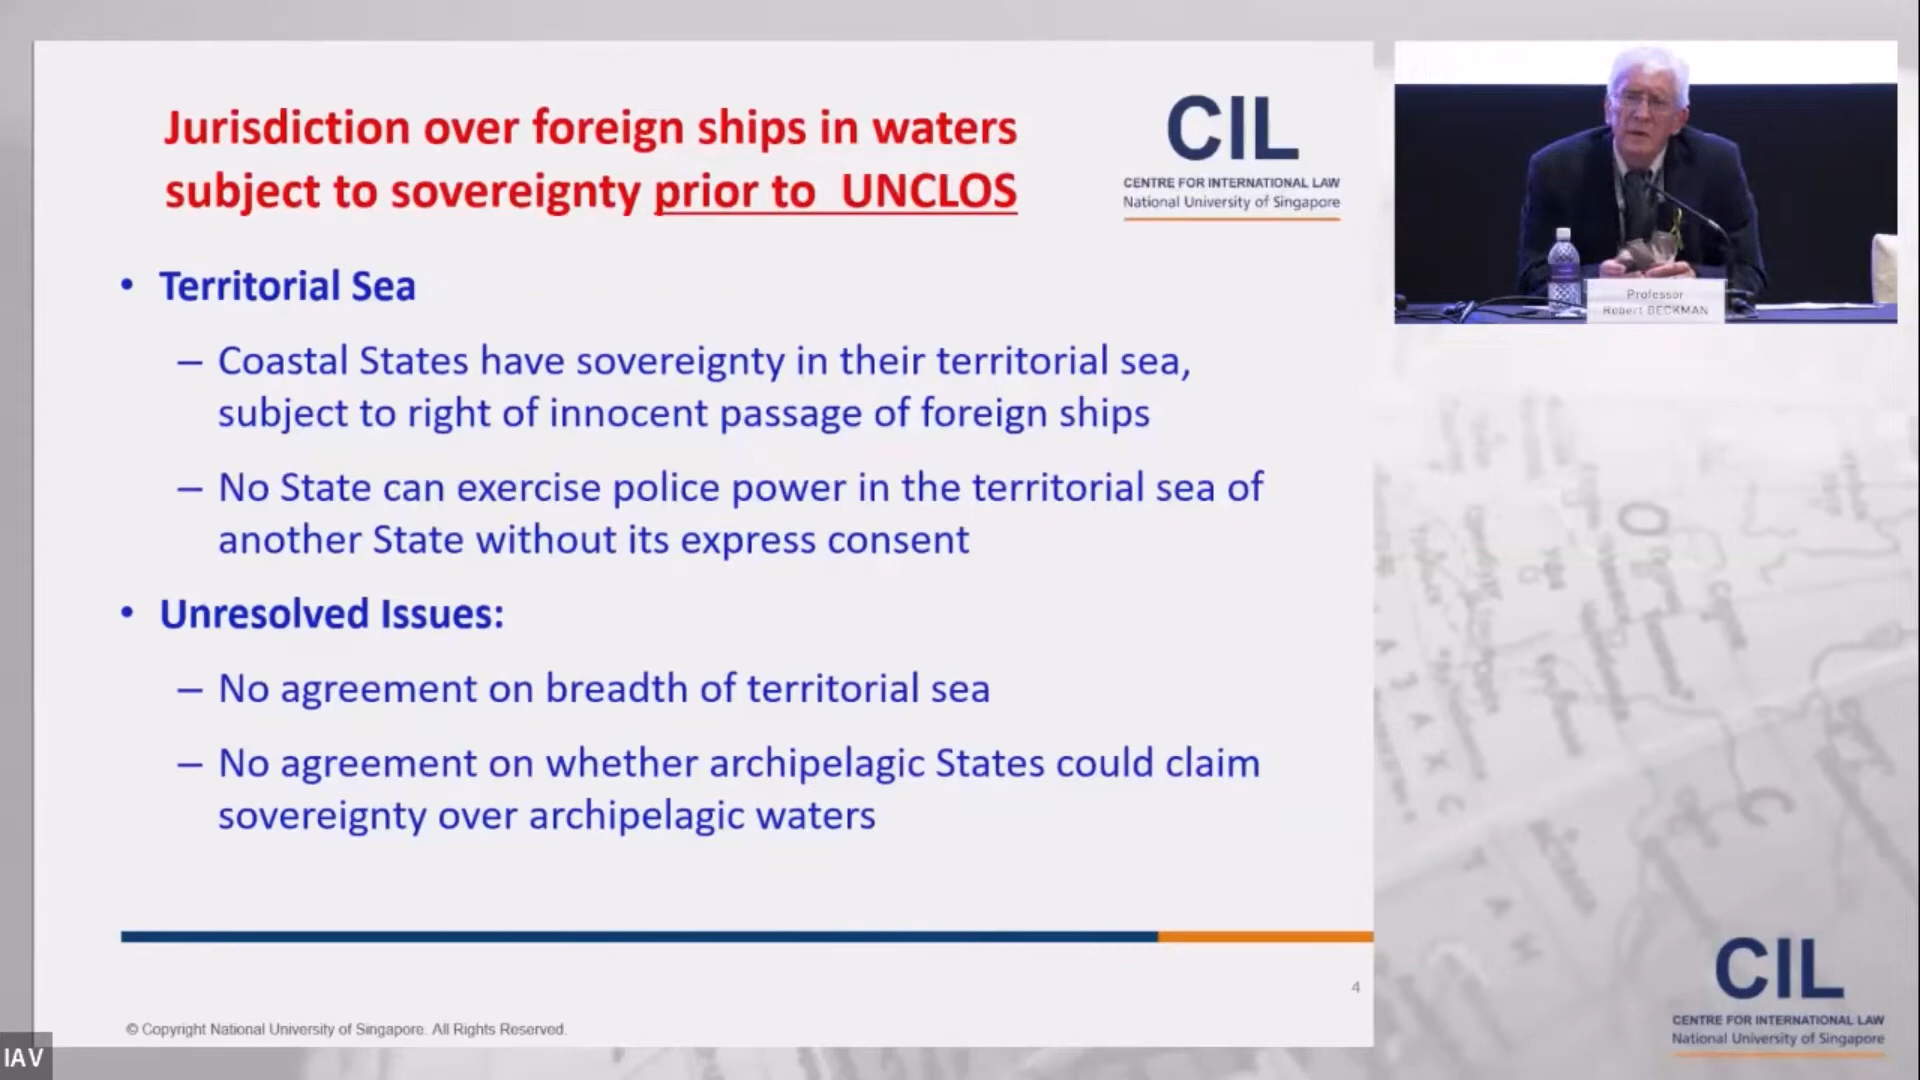 Jurisdiction over foreign ships in waters
subject to sovereignty prior to UNCLOS
CIL
CENTRE FOR INTERNATIONAL LAW
National University of Singapore
• Territorial Sea
– Coastal States have sovereignty in their territorial sea,
subject to right of innocent passage of foreign ships
– No State can exercise police power in the territorial sea of
another State without its express consent
• Unresolved Issues:
– No agreement on breadth of territorial sea
– No agreement on whether archipelagic States could claim
sovereignty over archipelagic waters
4
© Copyright National University of Singapore. All Rights Reserved.
Professor
Robert BECKMAN
CIL
CENTRE FOR INTERNATIONAL LAW
National University of Singapore
IAV